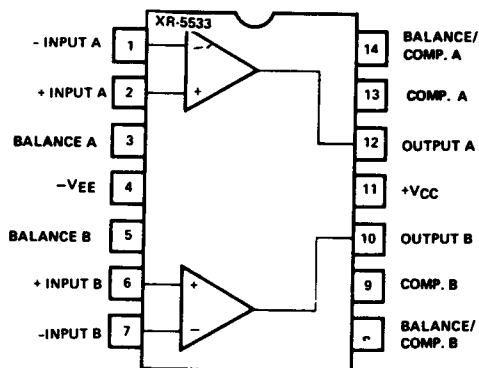 XR-5533
- INPUT A 1
+ INPUT A 2
BALANCE A 3
-VEE 4
BALANCE B 5
+ INPUT B 6
-INPUT B 7
14 BALANCE/
COMP. A
13 COMP. A
12 OUTPUT A
11 +VCC
10 OUTPUT B
9 COMP. B
BALANCE/
COMP. B
-
+
+
-